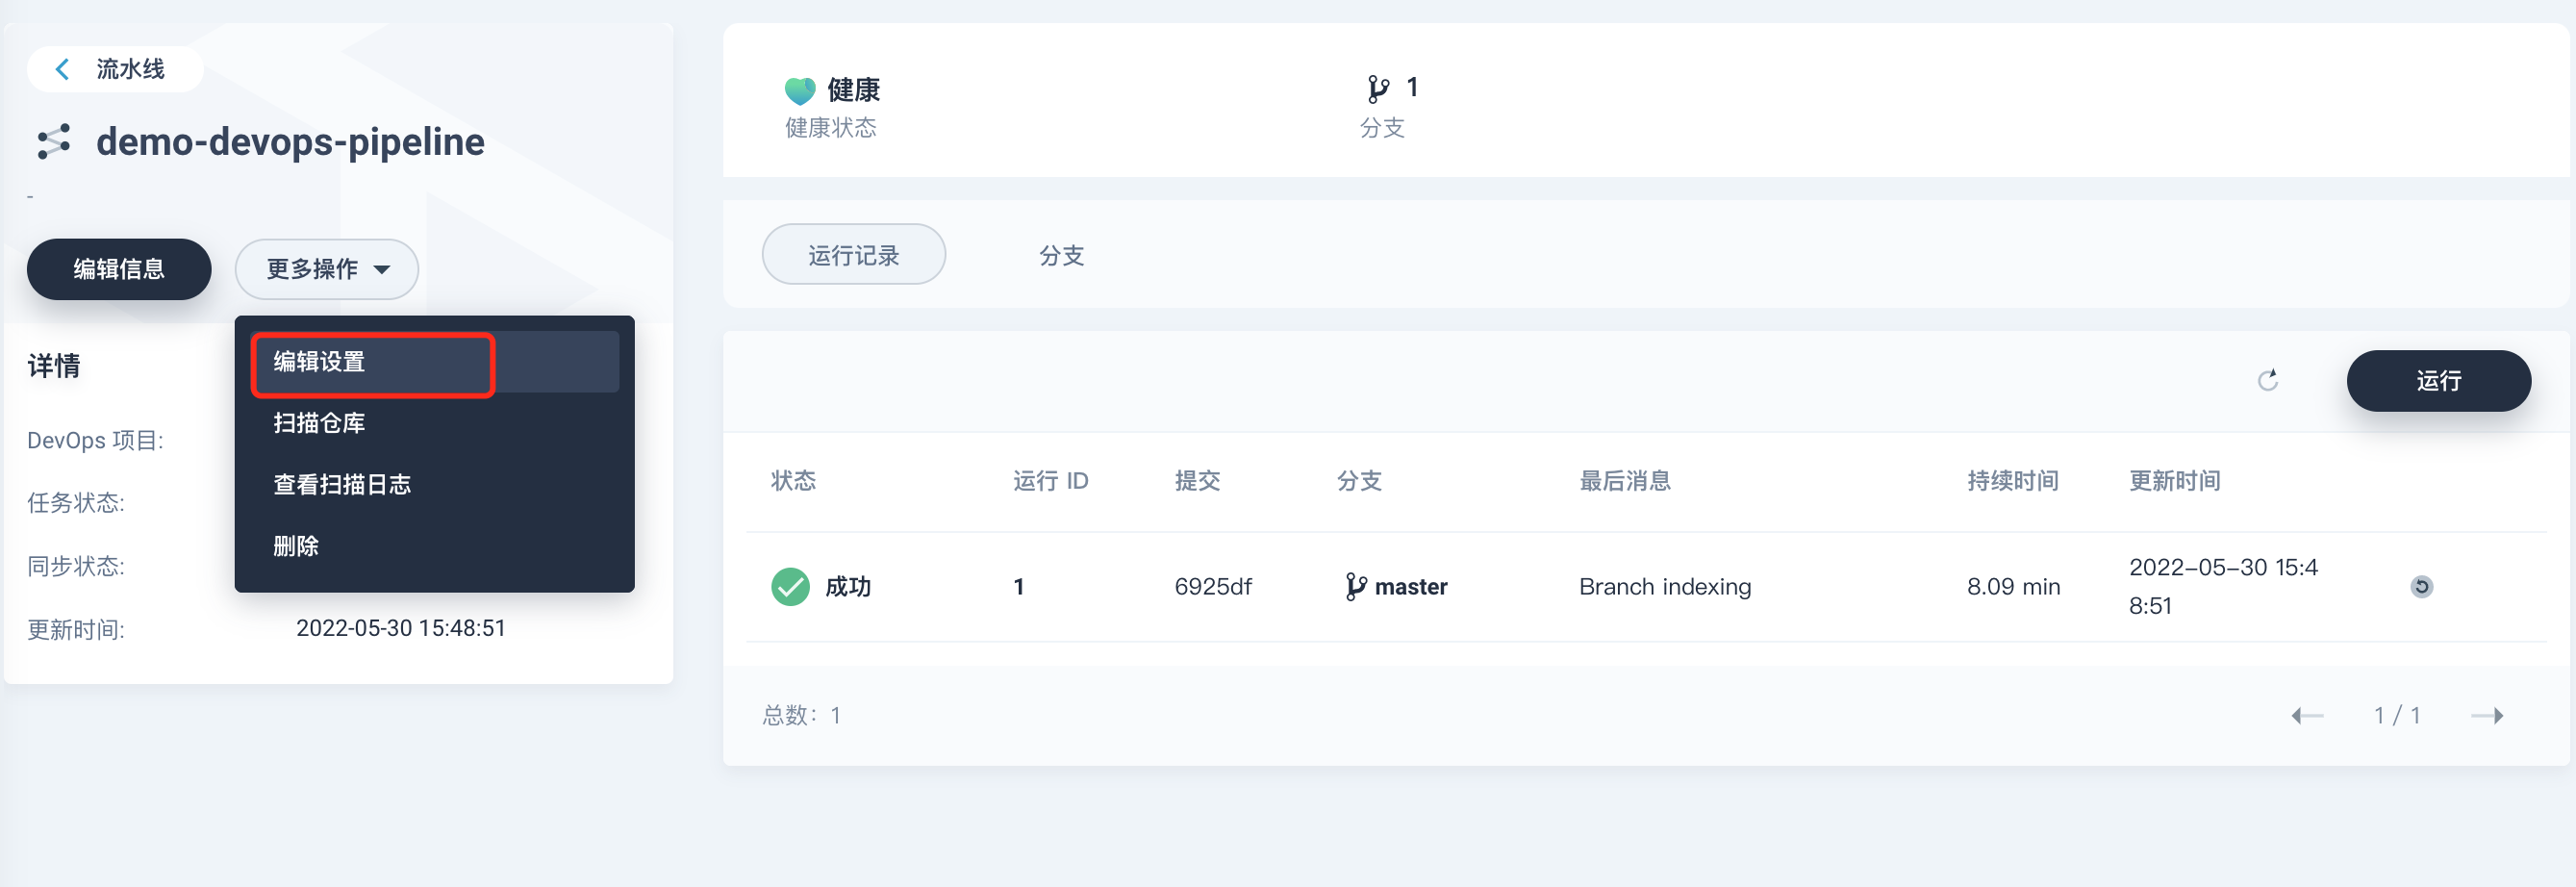 流水线
demo-devops-pipeline
-
编辑信息
更多操作
编辑设置
扫描仓库
查看扫描日志
删除
详情
DevOps 项目:
任务状态:
同步状态:
更新时间:
2022-05-30 15:48:51
健康
健康状态
1
分支
运行记录
分支
运行
状态
运行 ID
提交
分支
最后消息
持续时间
更新时间
成功
1
6925df
master
Branch indexing
8.09 min
2022-05-30 15:4
8:51
总数：1
1 / 1